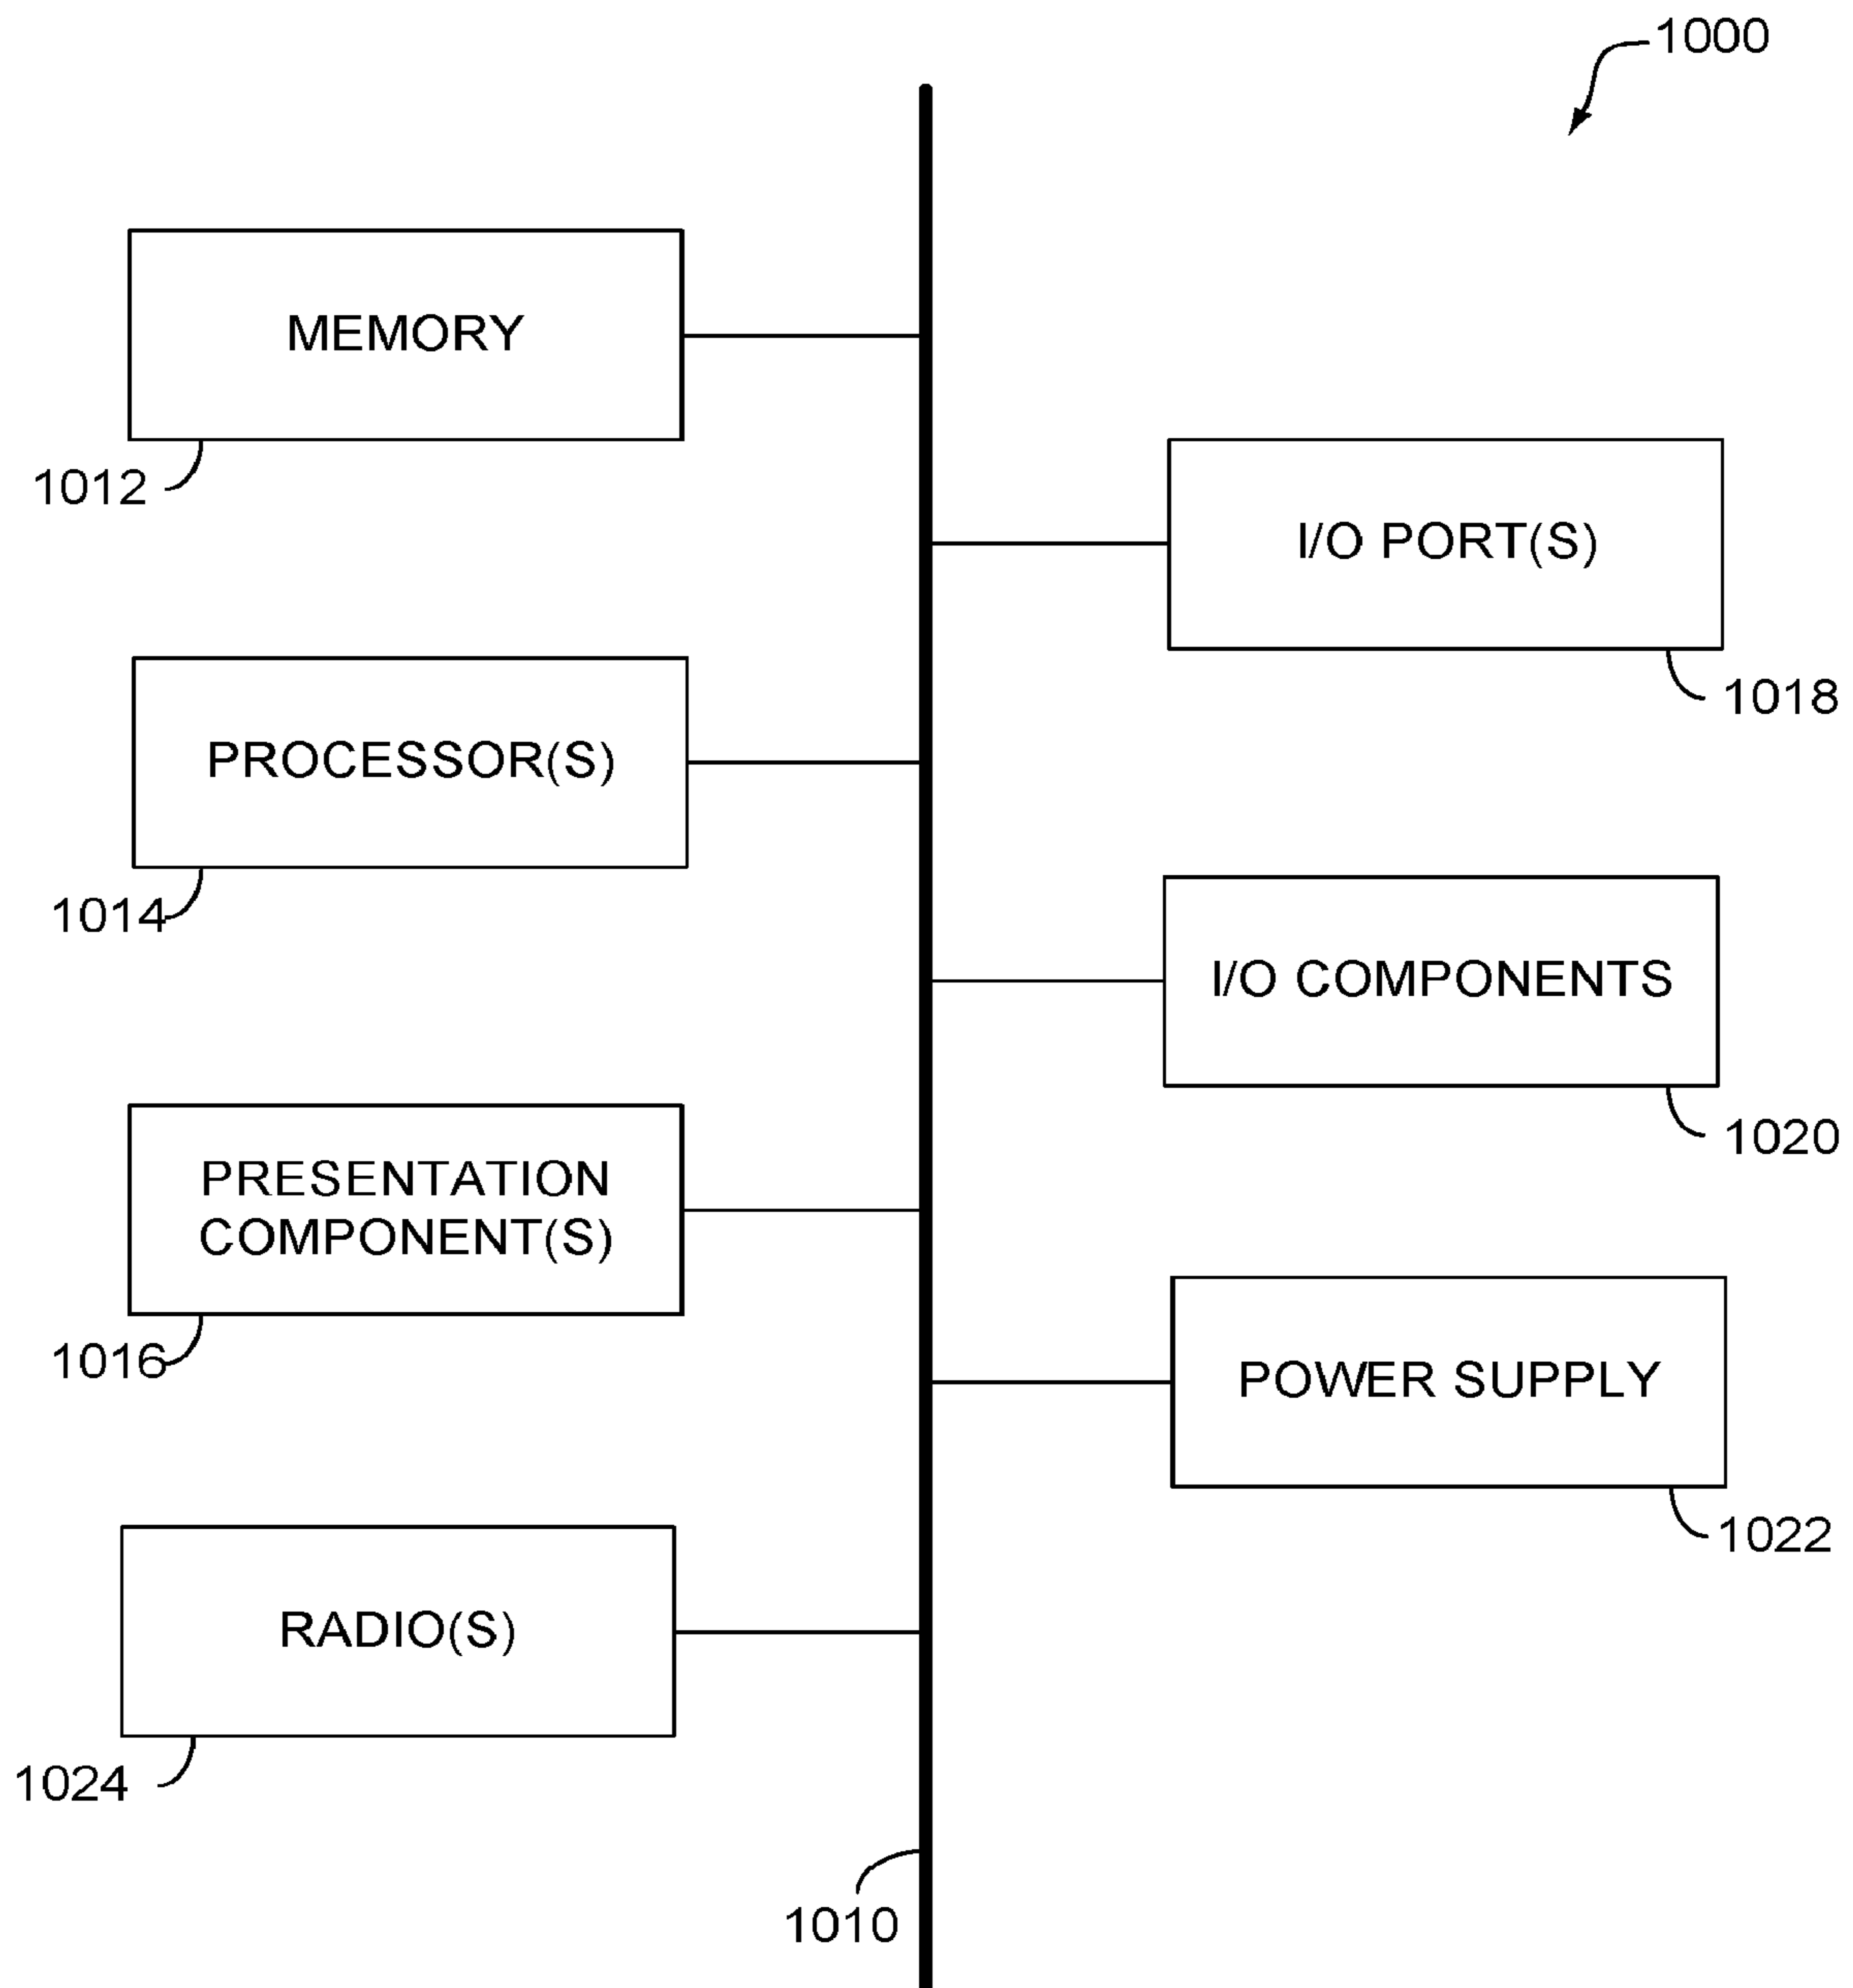 1000
MEMORY
1012
I/O PORT(S)
1018
PROCESSOR(S)
1014
I/O COMPONENTS
1020
PRESENTATION
COMPONENT(S)
1016
POWER SUPPLY
1022
RADIO(S)
1024
1010